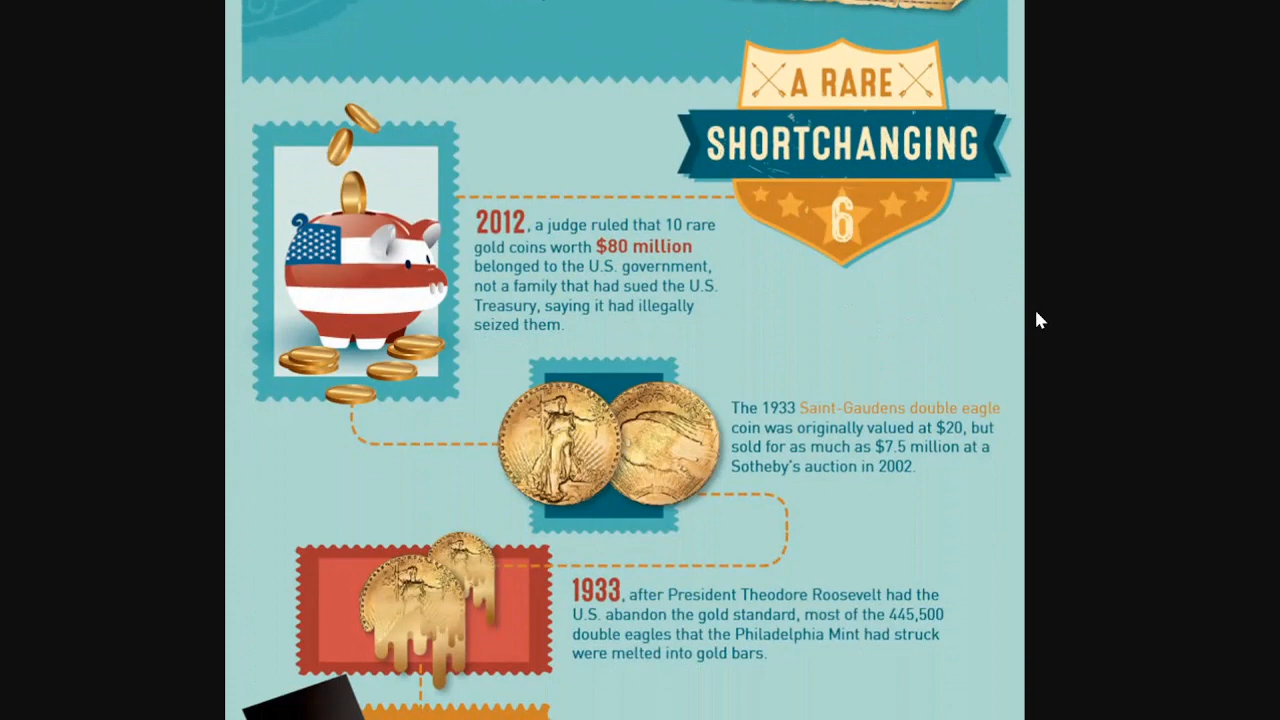 A RARE
SHORTCHANGING
6
2012, a judge ruled that 10 rare
gold coins worth $80 million
belonged to the U.S. government,
not a family that had sued the U.S.
Treasury, saying it had illegally
seized them.
The 1933 Saint-Gaudens double eagle
coin was originally valued at $20, but
sold for as much as $7.5 million at a
Sotheby's auction in 2002.
1933, after President Theodore Roosevelt had the
U.S. abandon the gold standard, most of the 445,500
double eagles that the Philadelphia Mint had struck
were melted into gold bars.